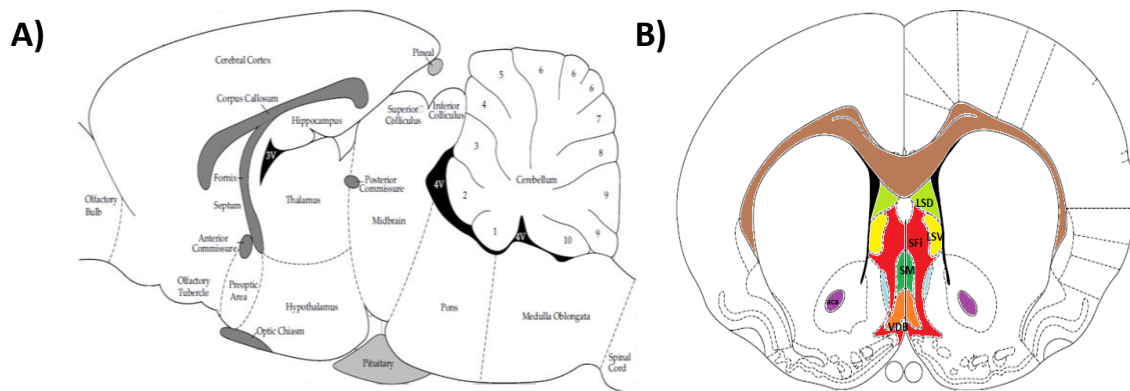 A)
Pineal
Cerebral Cortex
5
6
6
Corpus Callosum
4
6
Superior
Colliculus
Inferior
Colliculus
Hippocampus
7
3V
3
8
Fornix
Posterior
Commissure
4V
Cerebellum
Olfactory
Bulb
Septum
Thalamus
2
9
Midbrain
Anterior
Commissure
1
4V
10
9
Olfactory
Tubercle
Preoptic
Area
Hypothalamus
Pons
Medulla Oblongata
Optic Chiasm
Pituitary
Spinal
Cord
B)
LSD
LSV
SFi
SM
aca
VDB